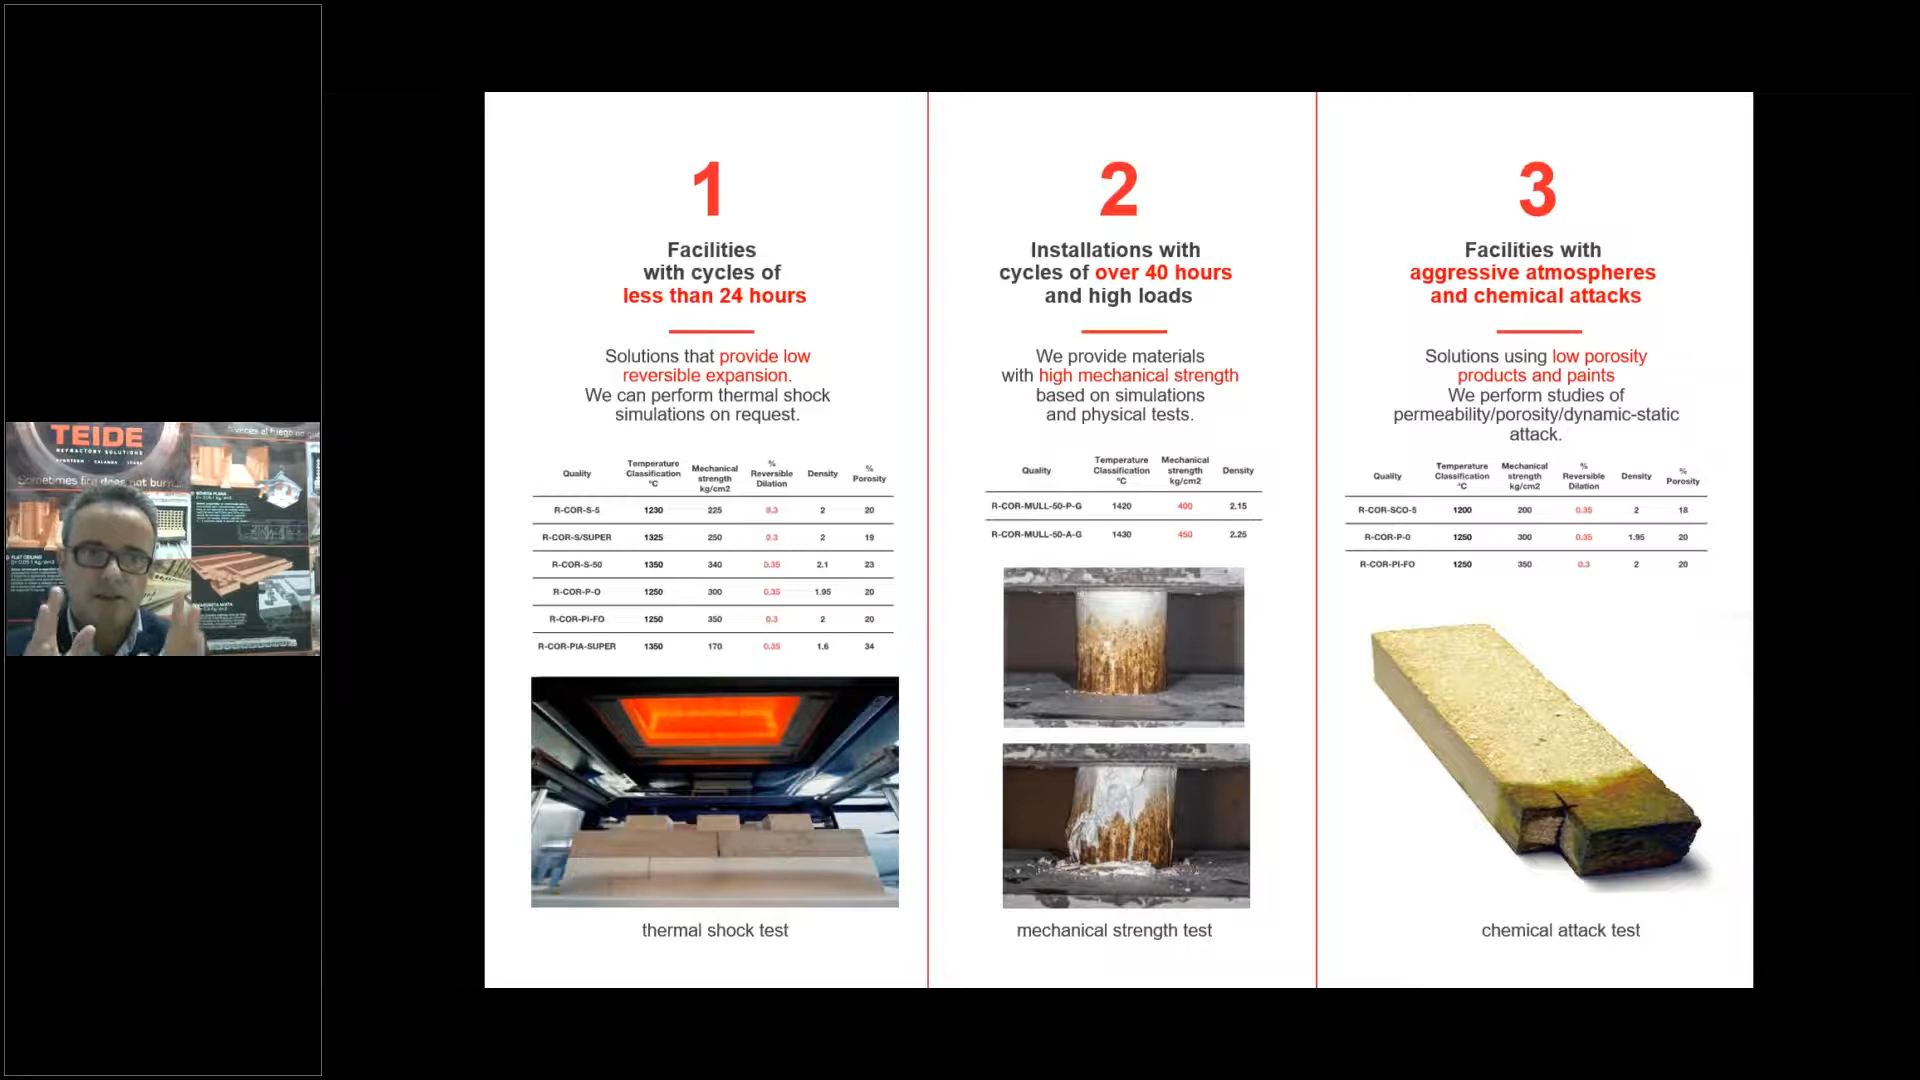 TEIDE
REFRACTORY SOLUTIONS
Sometimes fire does not burn...
FLAT CEILING
1
Facilities
with cycles of
less than 24 hours
Solutions that provide low
reversible expansion.
We can perform thermal shock
simulations on request.
Quality Temperature Classification °C Mechanical strength kg/cm2 % Reversible Dilation Density % Porosity
R-COR-S-5 1230 225 0.3 2 20
R-COR-S/SUPER 1325 250 0.3 2 19
R-COR-S-50 1350 340 0.35 2.1 23
R-COR-P-O 1250 300 0.35 1.95 20
R-COR-PI-FO 1250 350 0.3 2 20
R-COR-PIA-SUPER 1350 170 0.35 1.6 34
thermal shock test
2
Installations with
cycles of over 40 hours
and high loads
We provide materials
with high mechanical strength
based on simulations
and physical tests.
Quality Temperature Classification °C Mechanical strength kg/cm2 Density
R-COR-MULL-50-P-G 1420 400 2.15
R-COR-MULL-50-A-G 1430 450 2.25
mechanical strength test
3
Facilities with
aggressive atmospheres
and chemical attacks
Solutions using low porosity
products and paints
We perform studies of
permeability/porosity/dynamic-static
attack.
Quality Temperature Classification °C Mechanical strength kg/cm2 % Reversible Dilation Density % Porosity
R-COR-SCO-5 1200 200 0.35 2 18
R-COR-P-0 1250 300 0.35 1.95 20
R-COR-PI-FO 1250 350 0.3 2 20
chemical attack test